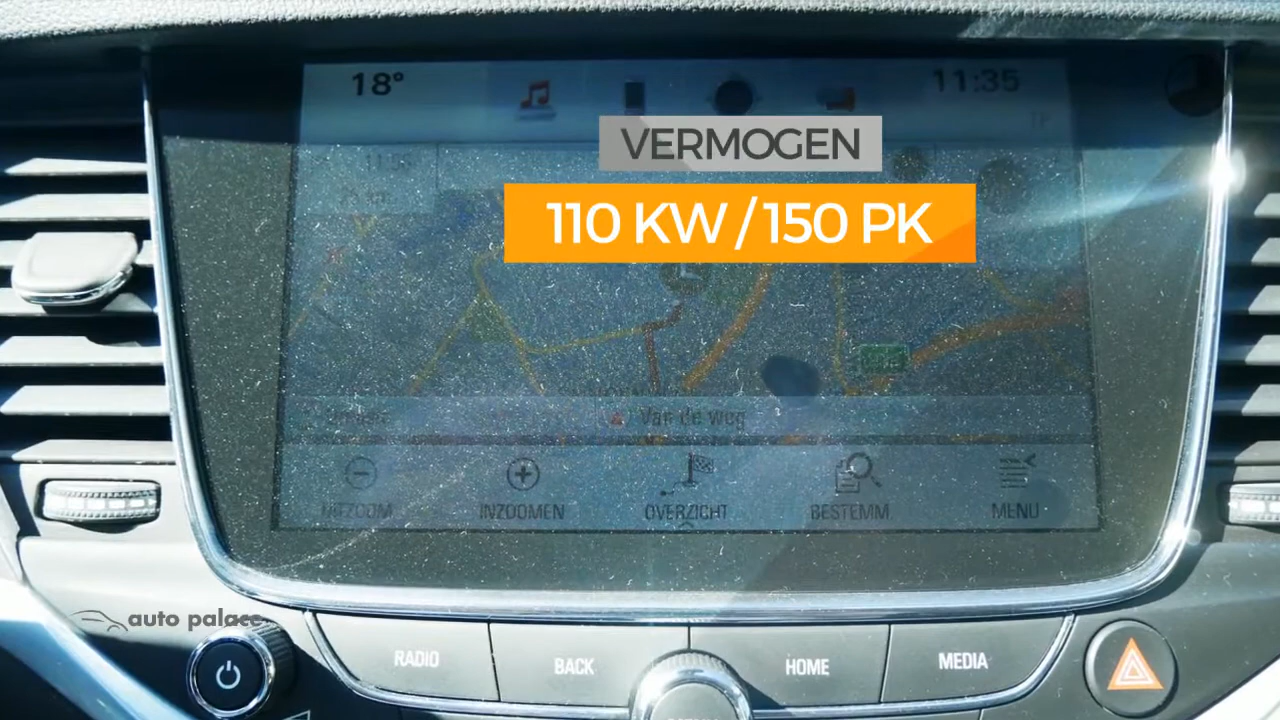 18°
11:35
VERMOGEN
110 KW / 150 PK
Van de weg
UITZOOM
INZOOMEN
OVERZICHT
BESTEMM.
MENU
auto palace
RADIO
BACK
HOME
MEDIA